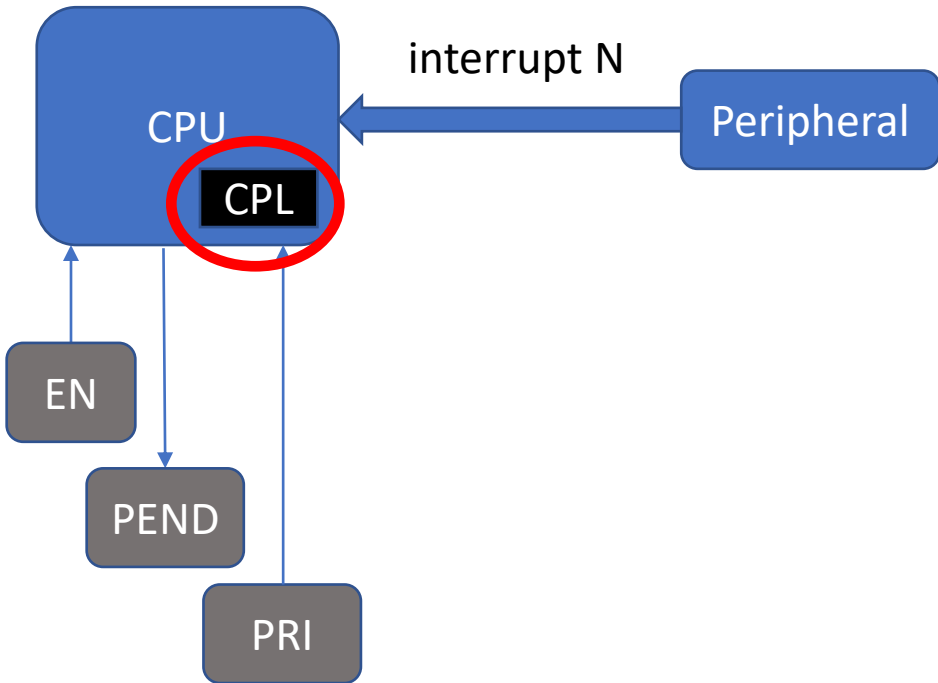 interrupt N
CPU
Peripheral
CPL
EN
PEND
PRI